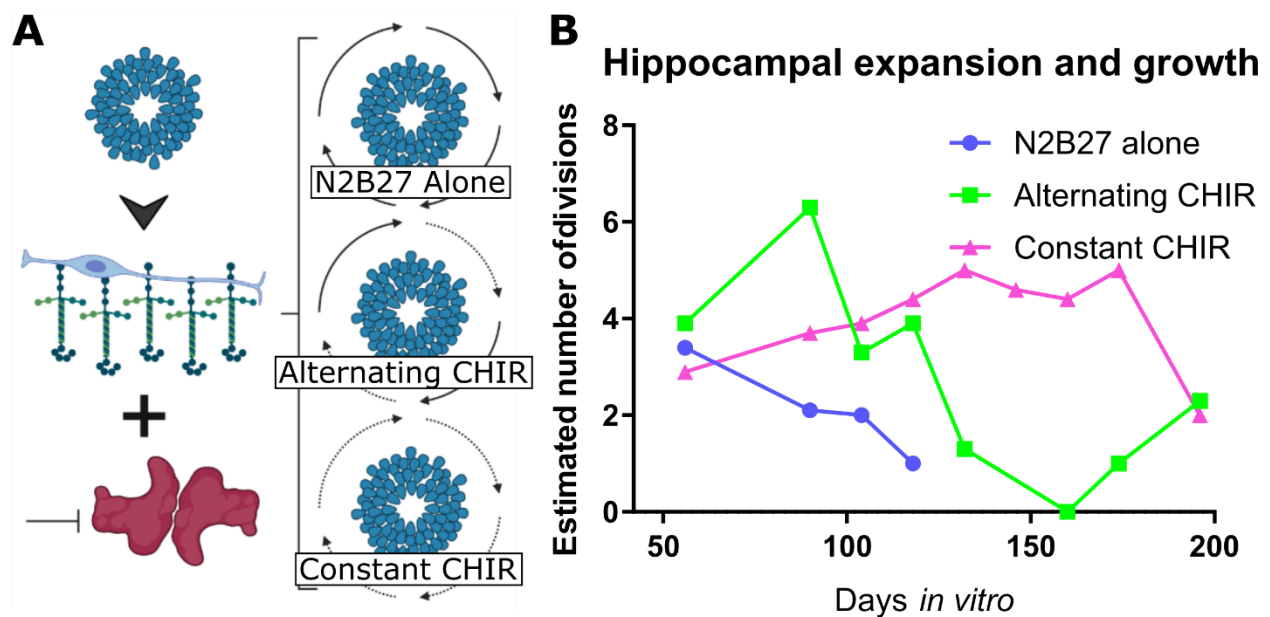 A
N2B27 Alone
Alternating CHIR
Constant CHIR
B
Hippocampal expansion and growth
Estimated number ofdivisions
8
6
4
2
0
N2B27 alone
Alternating CHIR
Constant CHIR
50 100 150 200
Days in vitro